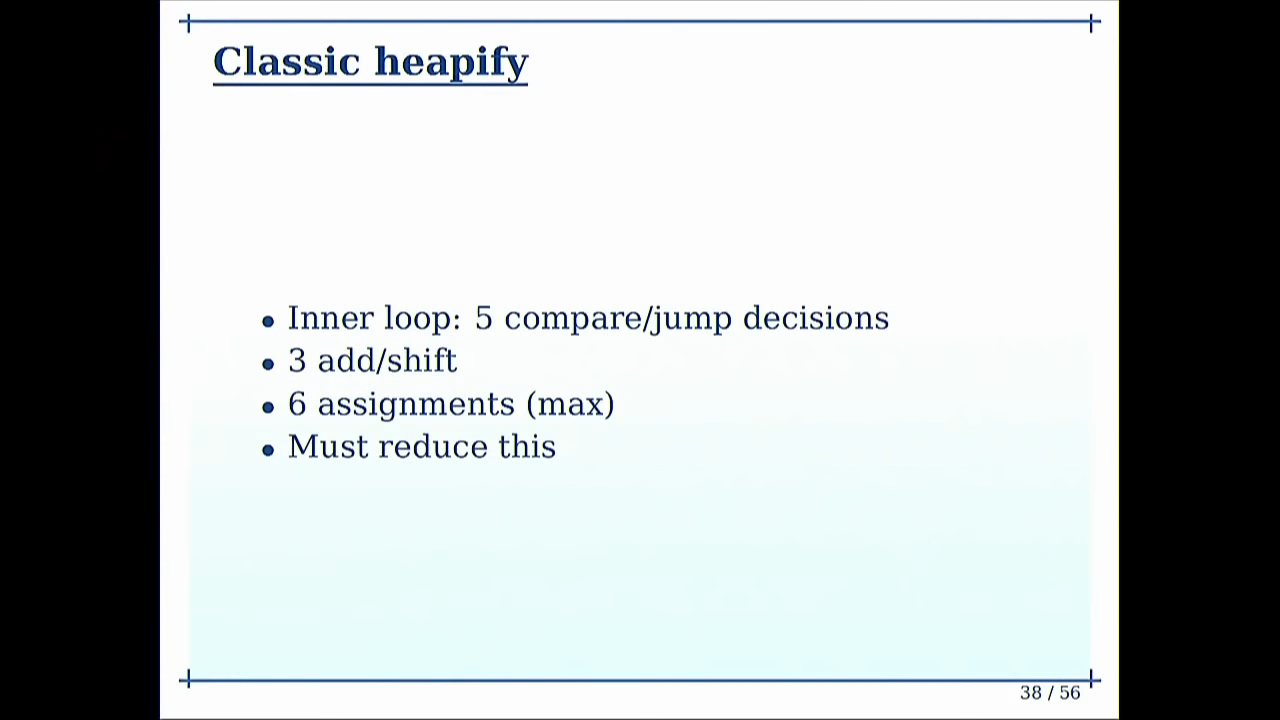 Classic heapify
• Inner loop: 5 compare/jump decisions
• 3 add/shift
• 6 assignments (max)
• Must reduce this
38 / 56